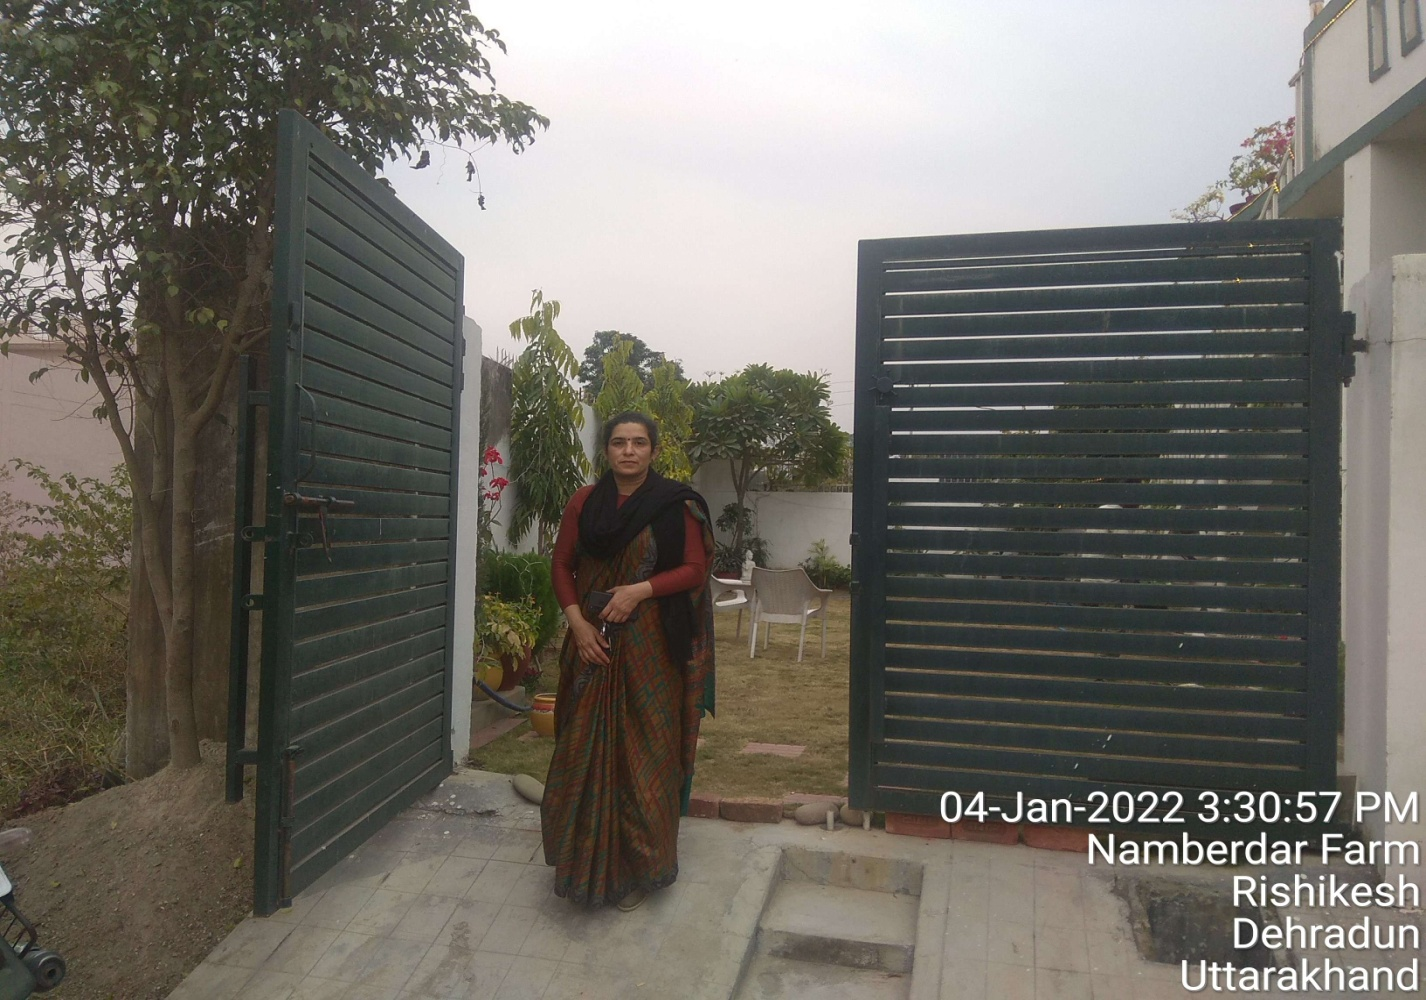 04-Jan-2022 3:30:57 PM
Namberdar Farm
Rishikesh
Dehradun
Uttarakhand